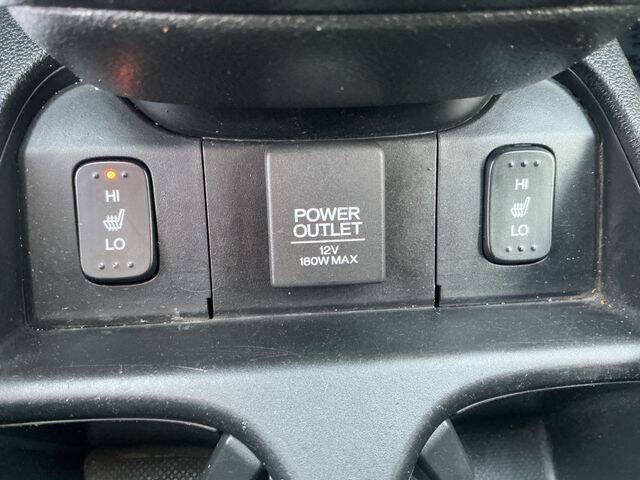 HI
LO
POWER
OUTLET
12V
180W MAX
HI
LO